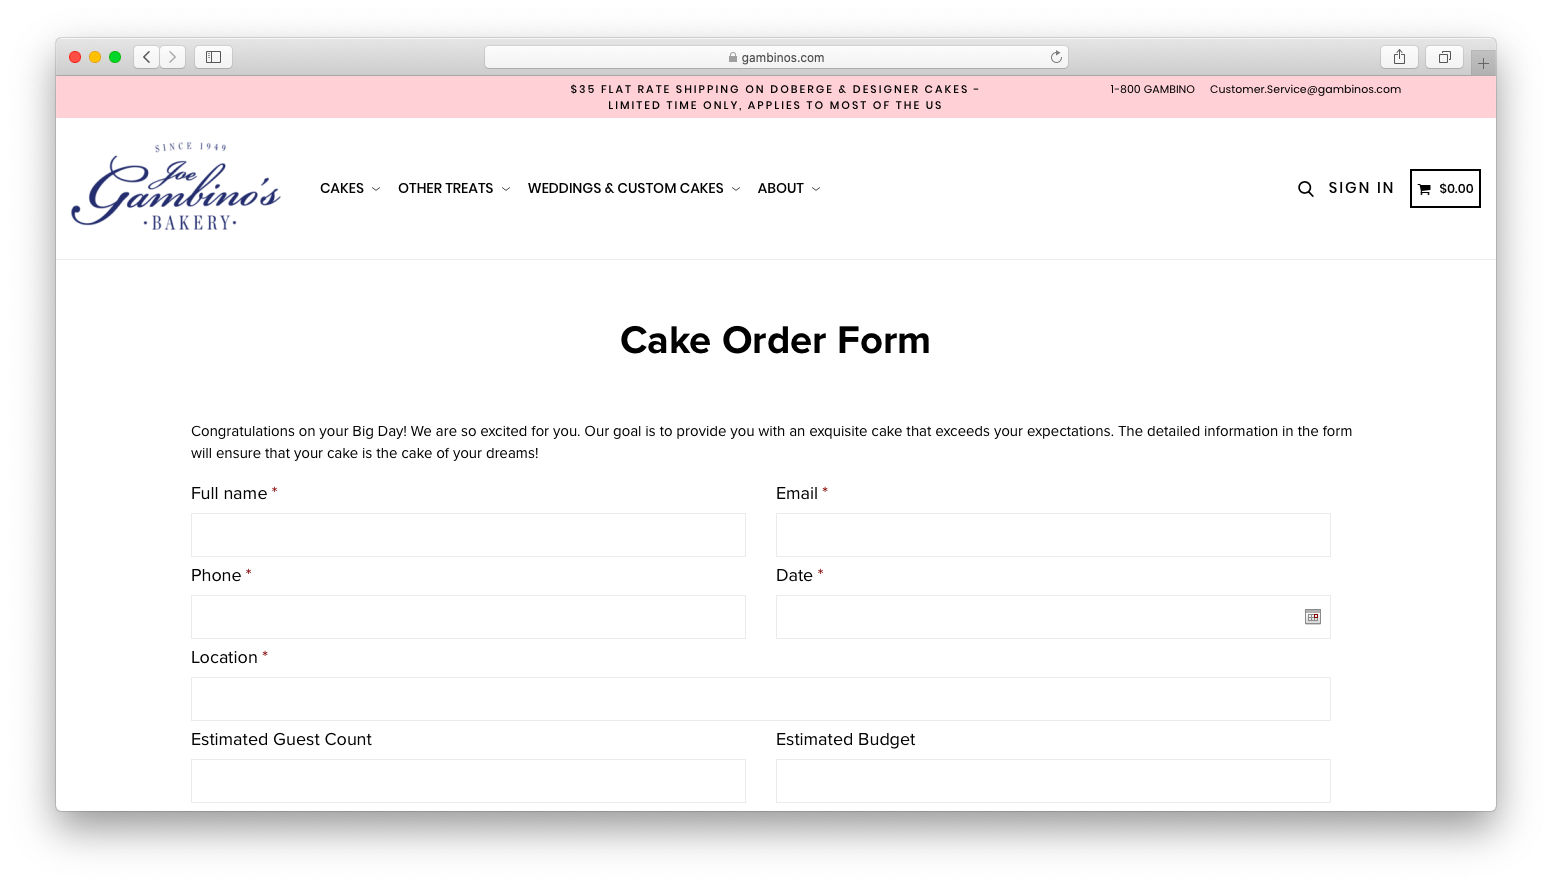 gambinos.com
$35 FLAT RATE SHIPPING ON DOBERGE & DESIGNER CAKES -
LIMITED TIME ONLY, APPLIES TO MOST OF THE US
1-800 GAMBINO
Customer.Service@gambinos.com
SINCE 1949
Joe
Gambino's
·BAKERY·
CAKES
OTHER TREATS
WEDDINGS & CUSTOM CAKES
ABOUT
SIGN IN
$0.00
Cake Order Form
Congratulations on your Big Day! We are so excited for you. Our goal is to provide you with an exquisite cake that exceeds your expectations. The detailed information in the form
will ensure that your cake is the cake of your dreams!
Full name *
Email *
Phone *
Date *
Location *
Estimated Guest Count
Estimated Budget